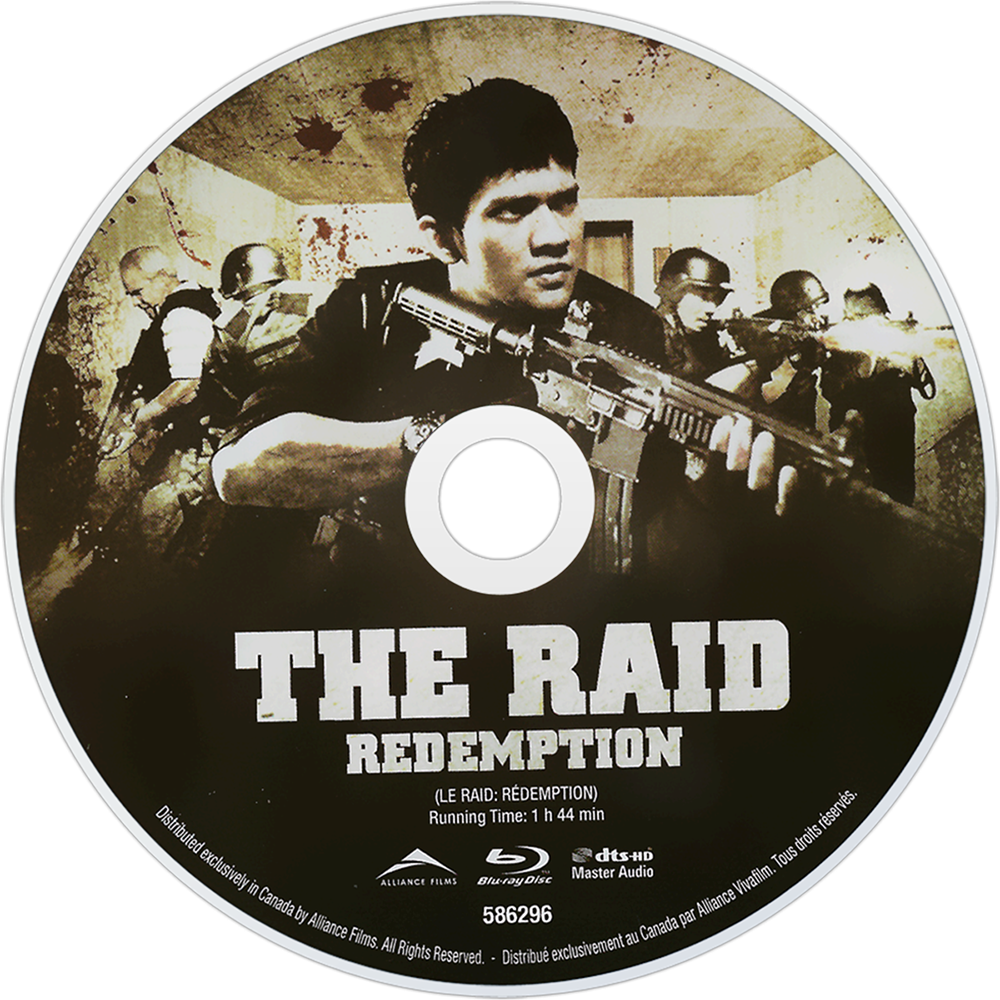 THE RAID
REDEMPTION
(LE RAID: RÉDEMPTION)
Running Time: 1 h 44 min
ALLIANCE FILMS
Blu-ray Disc™
dts-HD
Master Audio
586296
Distributed exclusively in Canada by Alliance Films. All Rights Reserved. - Distribué exclusivement au Canada par Alliance Vivafilm. Tous droits réservés.